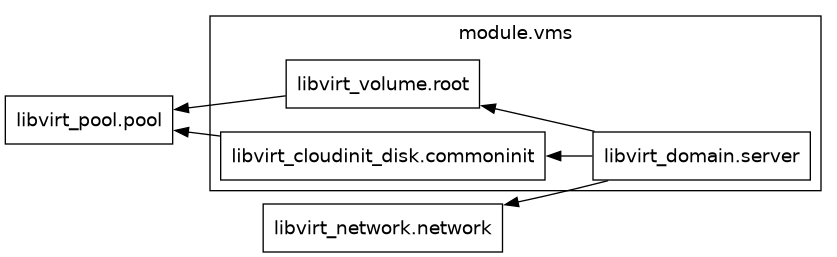 module.vms
libvirt_volume.root
libvirt_pool.pool
libvirt_cloudinit_disk.commoninit
libvirt_domain.server
libvirt_network.network